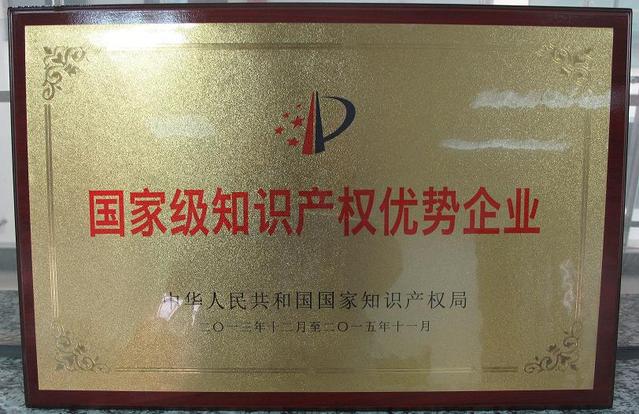 国家级知识产权优势企业
中华人民共和国国家知识产权局
二〇一三年十二月至二〇一五年十一月